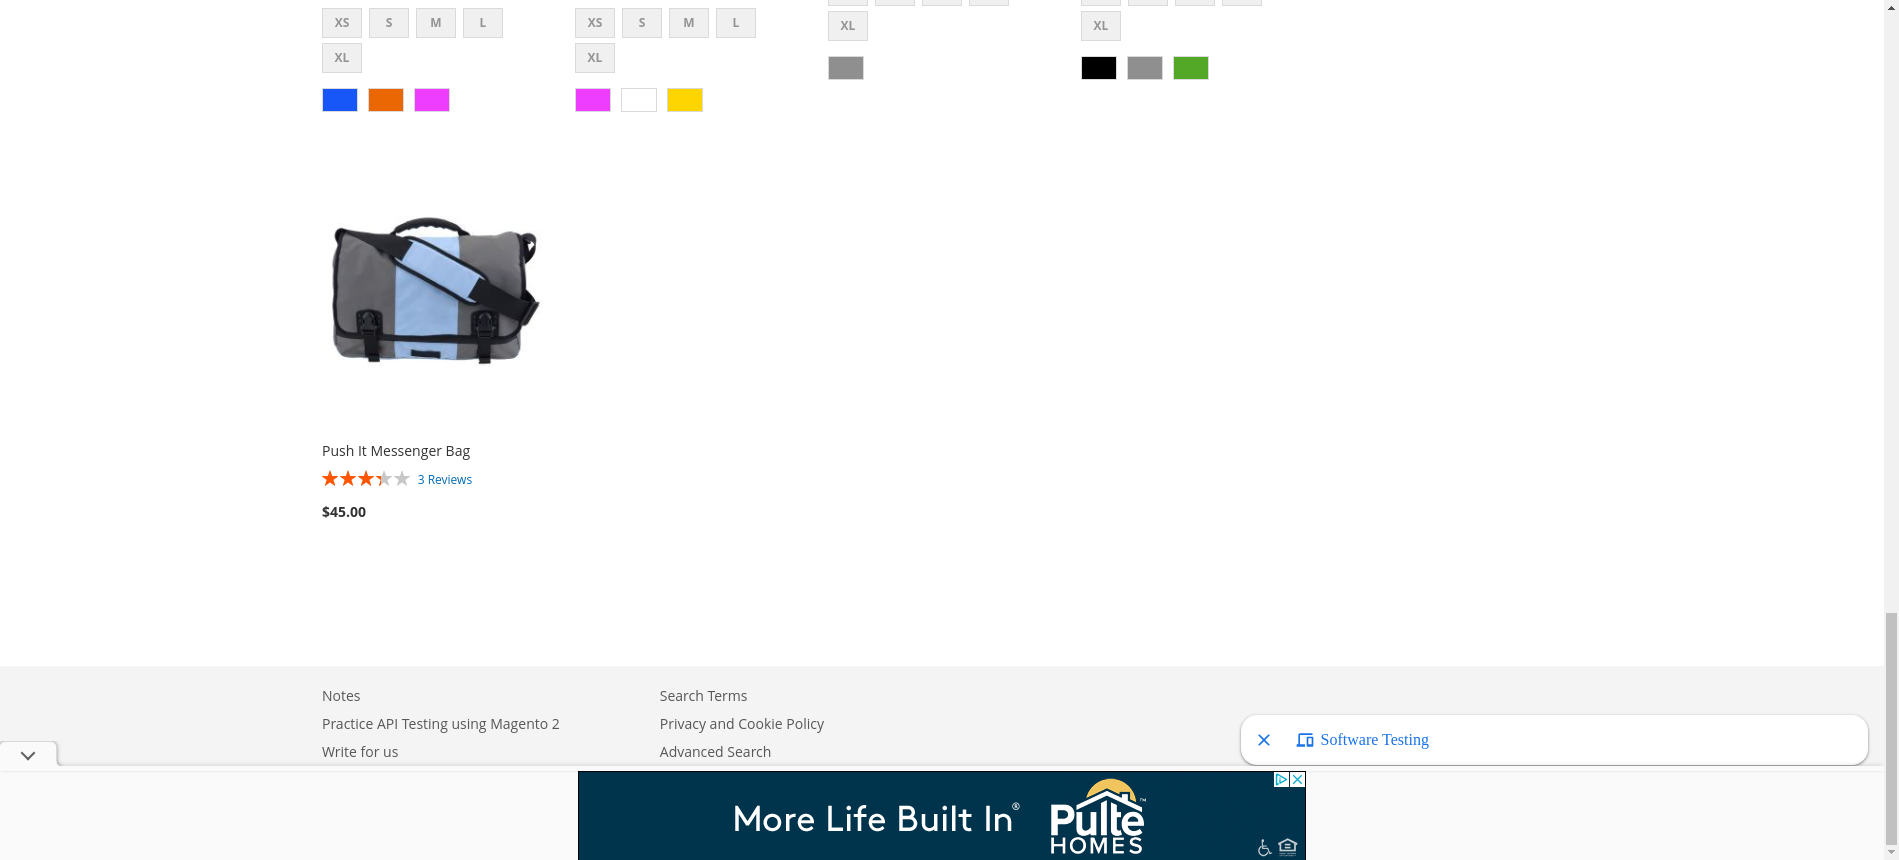 XS S M L
XL
XS S M L
XL
XL
XL
Push It Messenger Bag
3 Reviews
$45.00
Notes
Practice API Testing using Magento 2
Write for us
Search Terms
Privacy and Cookie Policy
Advanced Search
Software Testing
More Life Built In®
Pulte™
HOMES